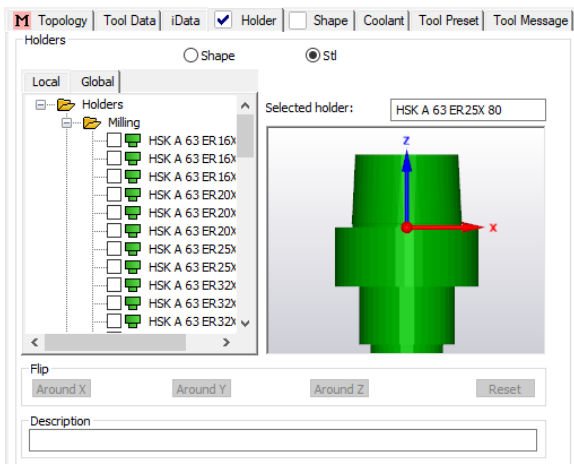 M Topology Tool Data iData Holder Shape Coolant Tool Preset Tool Message
Holders
Shape Stl
Local Global
Holders
Milling
Selected holder: HSK A 63 ER25X 80
HSK A 63 ER16X
HSK A 63 ER16X
HSK A 63 ER16X
HSK A 63 ER20X
HSK A 63 ER20X
HSK A 63 ER20X
HSK A 63 ER25X
HSK A 63 ER25X
HSK A 63 ER32X
HSK A 63 ER32X
HSK A 63 ER32X
z
x
Flip
Around X Around Y Around Z Reset
Description